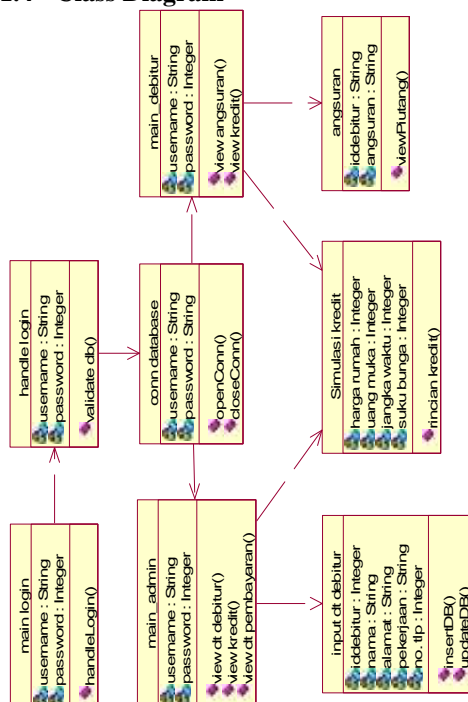 Class Diagram
main login
username : String
password : Integer
handleLogin()
handle login
username : String
password : Integer
validate db()
main_admin
username : String
password : Integer
view dt debitur()
view kredit()
view dt pembayaran()
conn database
username : String
password : String
openConn()
closeConn()
main_debitur
username : String
password : Integer
view angsuran()
view kredit()
input dt debitur
iddebitur : Integer
nama : String
alamat : String
pekerjaan : String
no. tlp : Integer
insertDB()
updateDB()
Simulasi kredit
harga rumah : Integer
uang muka : Integer
jangka waktu : Integer
suku bunga : Integer
rincian kredit()
angsuran
iddebitur : String
angsuran : String
viewPiutang()